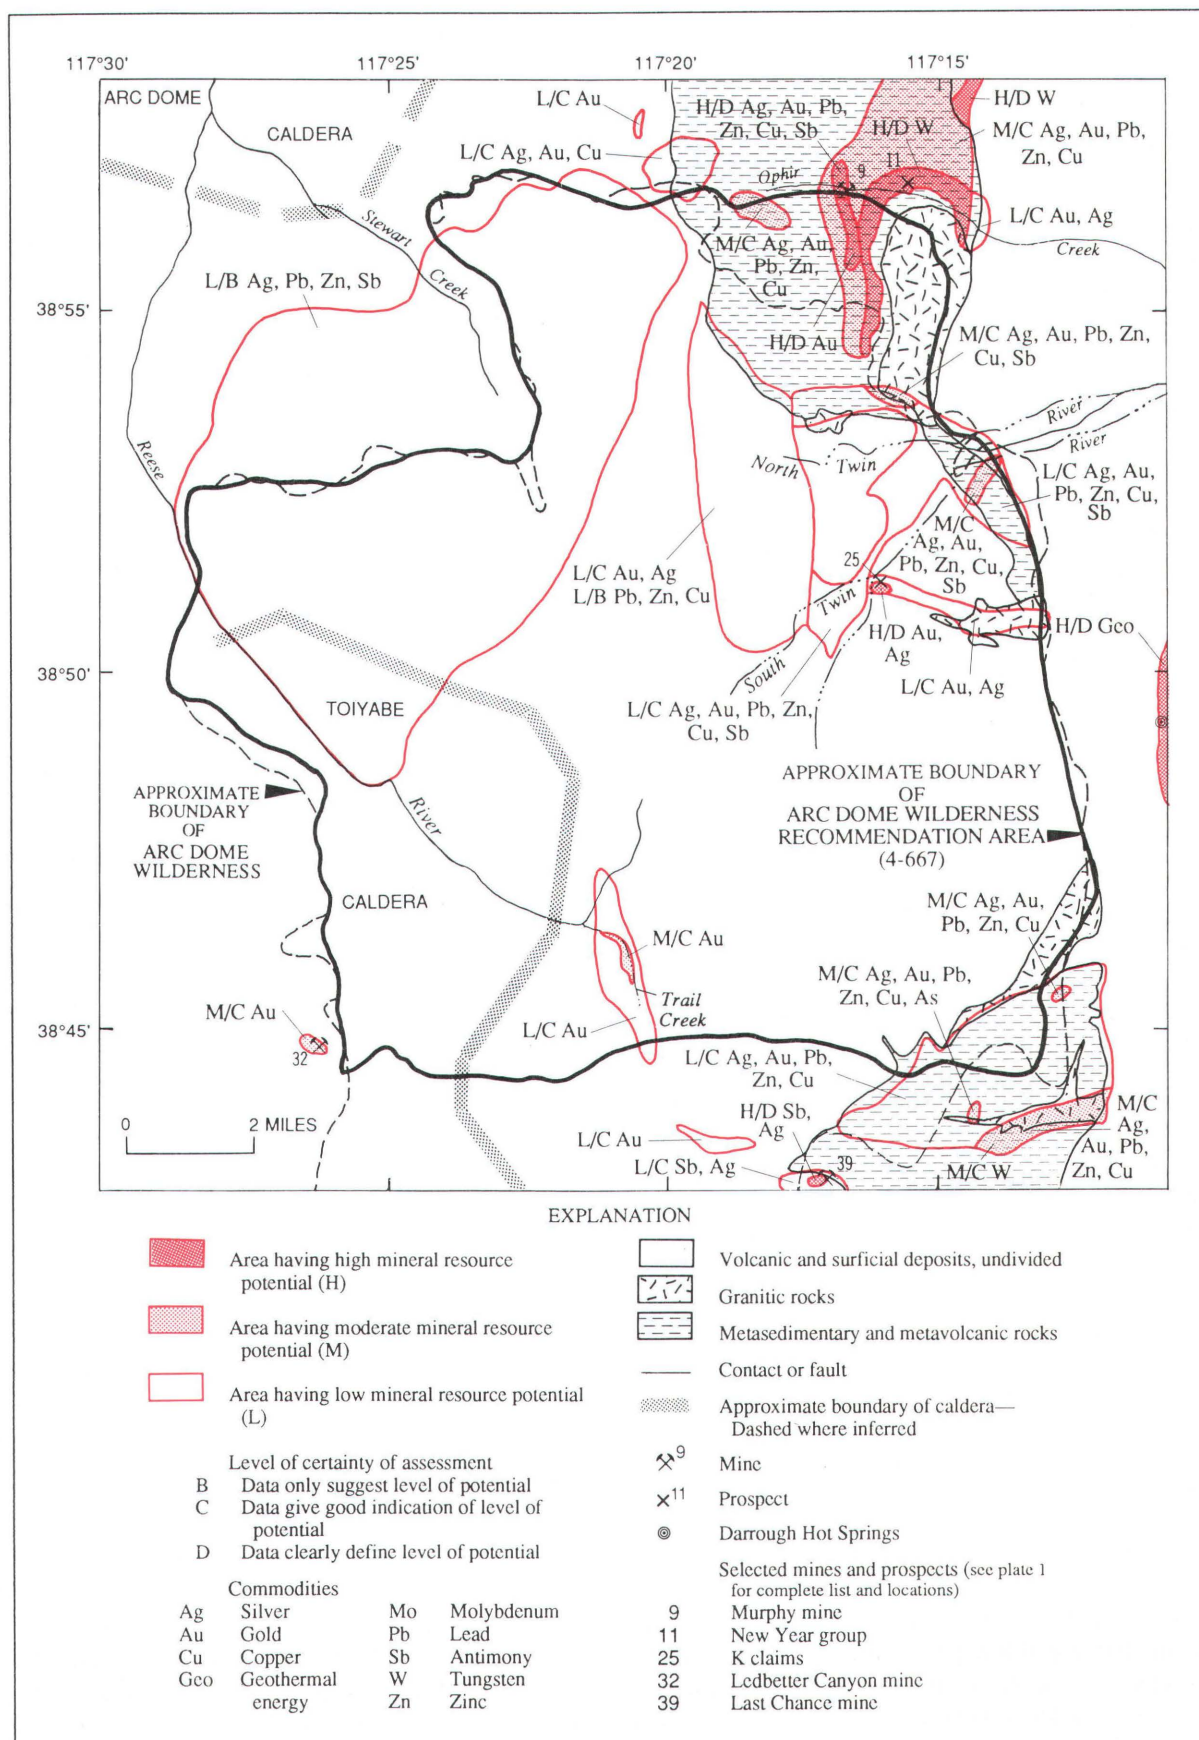 117°30'
117°25'
117°20'
117°15'
ARC DOME
CALDERA
L/C Au
H/D Ag, Au, Pb,
Zn, Cu, Sb
H/D W
H/D W
M/C Ag, Au, Pb,
Zn, Cu
L/C Ag, Au, Cu
11
9
Ophir
Creek
L/C Au, Ag
Stewart
Creek
M/C Ag, Au,
Pb, Zn,
Cu
L/B Ag, Pb, Zn, Sb
38°55'
H/D Au
M/C Ag, Au, Pb, Zn,
Cu, Sb
Reese
River
River
North
Twin
L/C Ag, Au,
Pb, Zn, Cu,
Sb
M/C
Ag, Au,
Pb, Zn, Cu,
Sb
25
L/C Au, Ag
L/B Pb, Zn, Cu
Twin
South
H/D Au,
Ag
H/D Geo
38°50'
L/C Au, Ag
TOIYABE
L/C Ag, Au, Pb, Zn,
Cu, Sb
APPROXIMATE
BOUNDARY
OF
ARC DOME
WILDERNESS
River
APPROXIMATE BOUNDARY
OF
ARC DOME WILDERNESS
RECOMMENDATION AREA
(4-667)
CALDERA
M/C Ag, Au,
Pb, Zn, Cu
M/C Au
M/C Ag, Au, Pb,
Zn, Cu, As
M/C Au
Trail
Creek
L/C Au
38°45'
32
L/C Ag, Au, Pb,
Zn, Cu
0
2 MILES
H/D Sb,
Ag
M/C
Ag,
Au, Pb,
Zn, Cu
L/C Au
39
L/C Sb, Ag
M/C W
EXPLANATION
Area having high mineral resource
potential (H)
Area having moderate mineral resource
potential (M)
Area having low mineral resource potential
(L)
Level of certainty of assessment
B Data only suggest level of potential
C Data give good indication of level of
potential
D Data clearly define level of potential
Commodities
Ag Silver Mo Molybdenum
Au Gold Pb Lead
Cu Copper Sb Antimony
Geo Geothermal W Tungsten
energy Zn Zinc
Volcanic and surficial deposits, undivided
Granitic rocks
Metasedimentary and metavolcanic rocks
Contact or fault
Approximate boundary of caldera—
Dashed where inferred
9 Mine
11 Prospect
Darrough Hot Springs
Selected mines and prospects (see plate 1
for complete list and locations)
9 Murphy mine
11 New Year group
25 K claims
32 Ledbetter Canyon mine
39 Last Chance mine